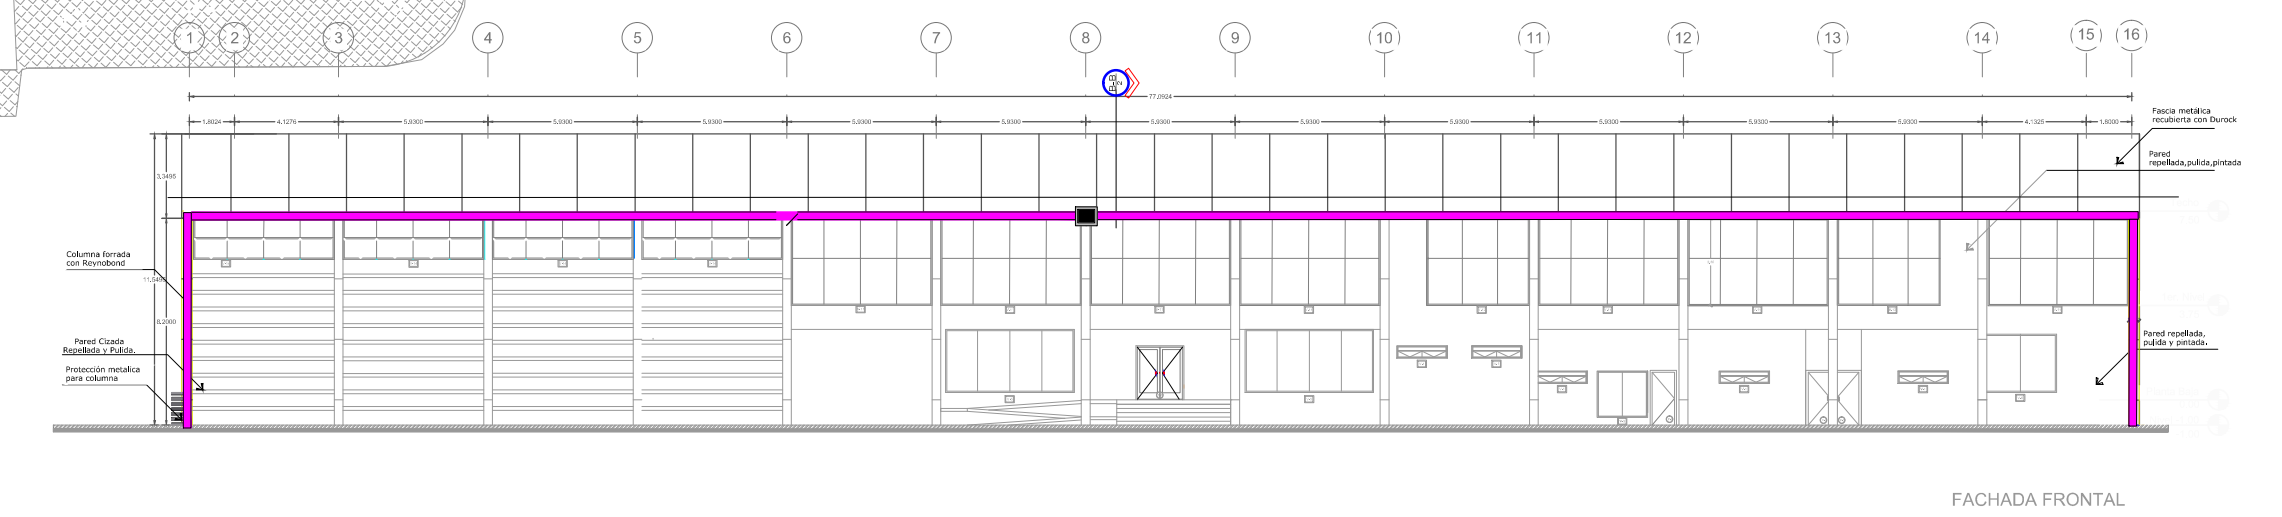 1 2 3 4 5 6 7 8 9 10 11 12 13 14 15 16
B-B
2
77.0924
1.8024 4.1276 5.9300 5.9300 5.9300 5.9300 5.9300 5.9300 5.9300 5.9300 5.9300 5.9300 5.9300 4.1325 1.8000
Fascia metálica
recubierta con Durock
Pared
repellada,pulida,pintada
3.3495
Columna forrada
con Reynobond
11.5495
8.2000
Pared Cizada
Repellada y Pulida.
Protección metalica
para columna
Pared repellada,
pulida y pintada.
FACHADA FRONTAL